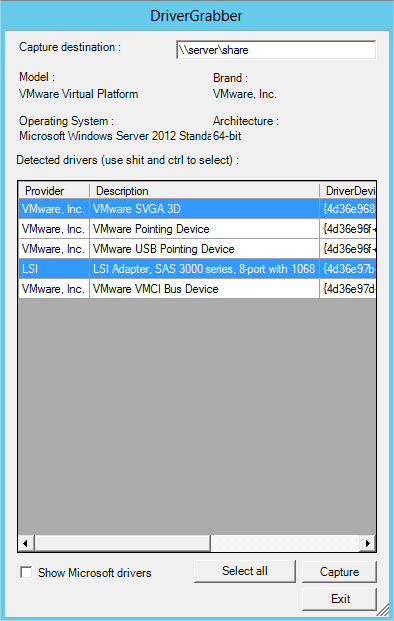 DriverGrabber
Capture destination :
\\server\share
Model :
Brand :
VMware Virtual Platform
VMware, Inc.
Operating System :
Architecture :
Microsoft Windows Server 2012 Standa
64-bit
Detected drivers (use shit and ctrl to select) :
Provider Description DriverDevi
VMware, Inc. VMware SVGA 3D {4d36e968
VMware, Inc. VMware Pointing Device {4d36e96f-
VMware, Inc. VMware USB Pointing Device {4d36e96f-
LSI LSI Adapter, SAS 3000 series, 8-port with 1068 {4d36e97b
VMware, Inc. VMware VMCI Bus Device {4d36e97d
Show Microsoft drivers
Select all
Capture
Exit